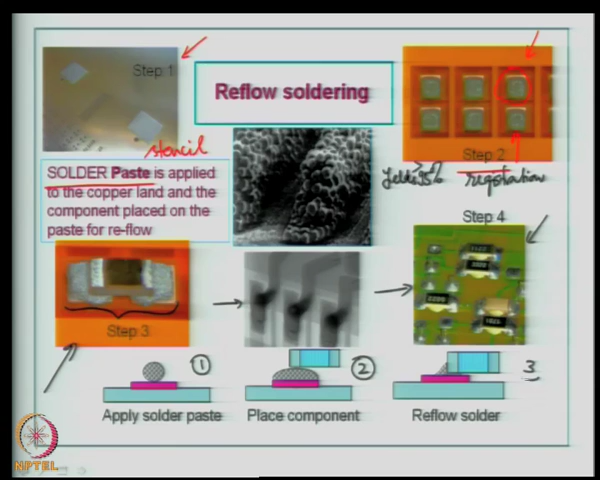 Step 1
Reflow soldering
stencil
SOLDER Paste is applied
to the copper land and the
component placed on the
paste for re-flow
Step 2
>95%
Step 4
Step 3
1
2
3
Apply solder paste
Place component
Reflow solder
NPTEL